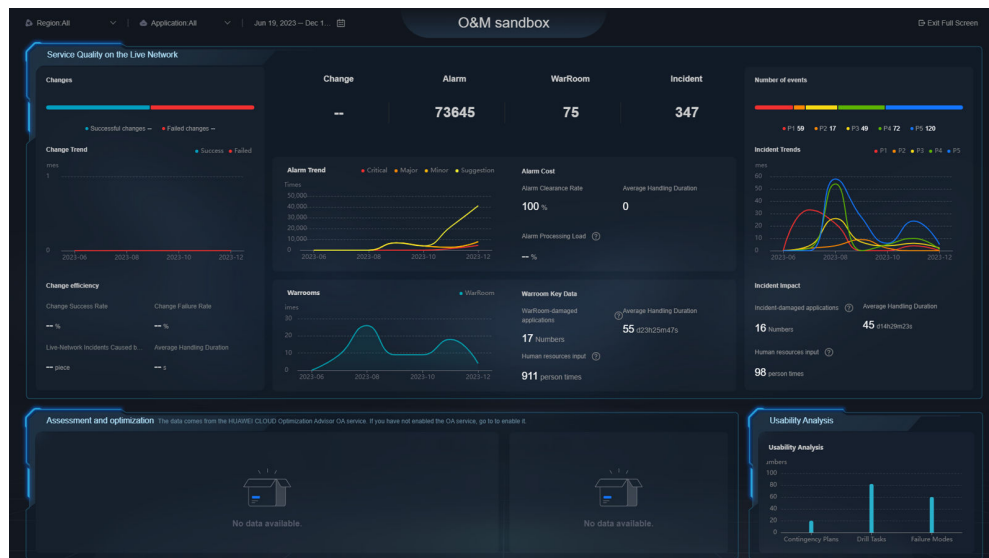 Region:All
Application:All
Jun 19, 2023 -- Dec 1...
O&M sandbox
Exit Full Screen
Service Quality on the Live Network
Changes
Successful changes -- Failed changes --
Change Trend
Success Failed
1
0
2023-06 2023-08 2023-10 2023-12
Change efficiency
Change Success Rate Change Failure Rate
-- % -- %
Live-Network Incidents Caused b... Average Handling Duration
-- piece -- s
Change Alarm WarRoom Incident
-- 73645 75 347
Alarm Trend
Critical Major Minor Suggestion
Times
50,000
40,000
30,000
20,000
10,000
0
2023-06 2023-08 2023-10 2023-12
Alarm Cost
Alarm Clearance Rate Average Handling Duration
100 % 0
Alarm Processing Load ?
-- %
Warrooms
WarRoom
imes
30
20
10
0
2023-06 2023-08 2023-10 2023-12
Warroom Key Data
WarRoom-damaged applications ?
17 Numbers
Average Handling Duration
55 d23h25m47s
Human resources input ?
911 person times
Number of events
P1 59 P2 17 P3 49 P4 72 P5 120
Incident Trends
P1 P2 P3 P4 P5
60
50
40
30
20
10
0
2023-06 2023-08 2023-10 2023-12
Incident Impact
Incident-damaged applications ? Average Handling Duration
16 Numbers 45 d14h29m23s
Human resources input ?
98 person times
Assessment and optimization The data comes from the HUAWEI CLOUD Optimization Advisor OA service. If you have not enabled the OA service, go to to enable it.
No data available.
No data available.
Usability Analysis
Usability Analysis
umbers
100
80
60
40
20
0
Contingency Plans Drill Tasks Failure Modes